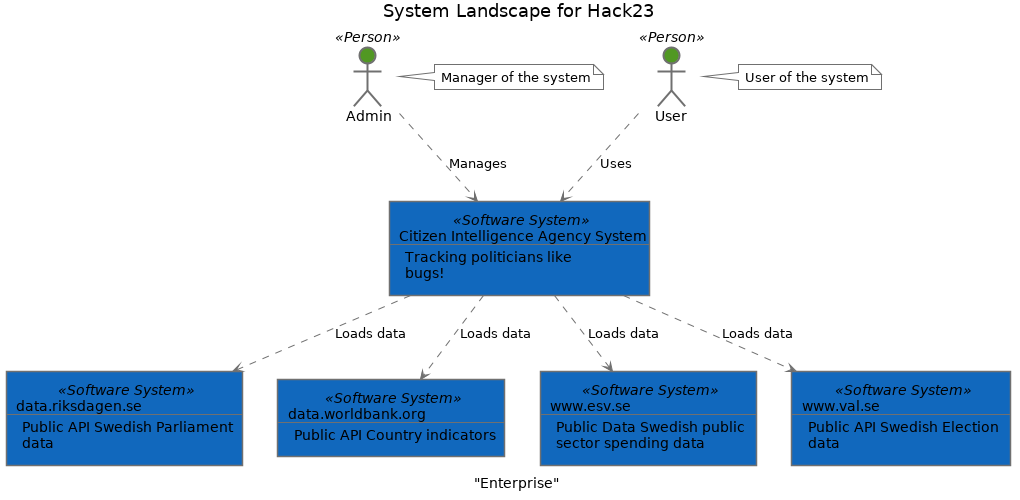 System Landscape for Hack23
«Person»
«Person»
Manager of the system
User of the system
Admin
User
Manages
Uses
«Software System»
Citizen Intelligence Agency System
Tracking politicians like
bugs!
Loads data
Loads data
Loads data
Loads data
«Software System»
data.riksdagen.se
Public API Swedish Parliament
data
«Software System»
data.worldbank.org
Public API Country indicators
«Software System»
www.esv.se
Public Data Swedish public
sector spending data
«Software System»
www.val.se
Public API Swedish Election
data
"Enterprise"